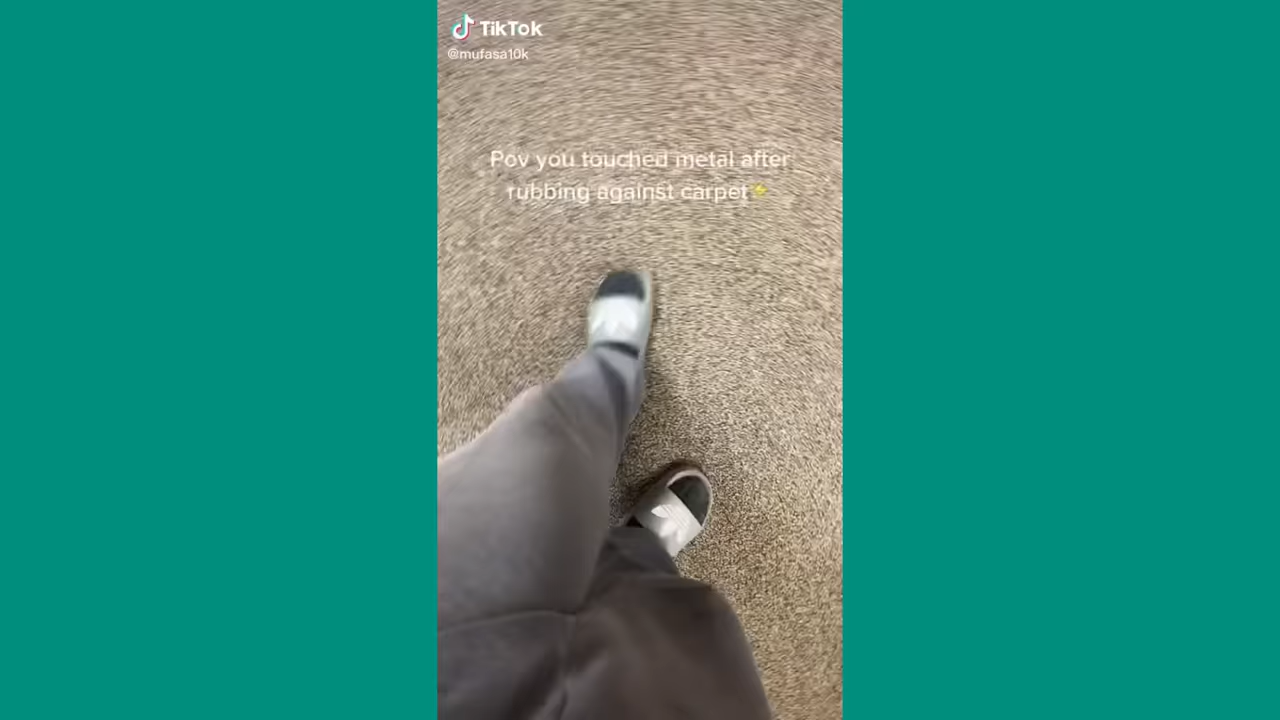 TikTok
@mufasa10k
Pov you touched metal after
rubbing against carpet⚡